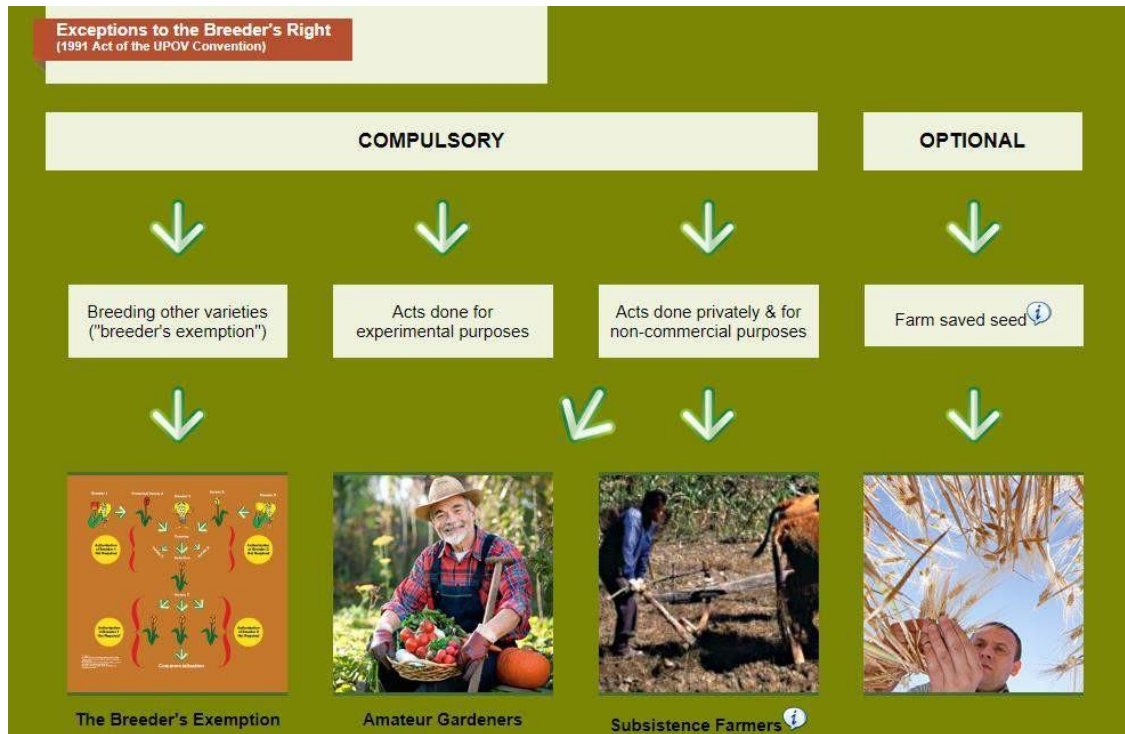 Exceptions to the Breeder's Right
(1991 Act of the UPOV Convention)
COMPULSORY
OPTIONAL
Breeding other varieties
("breeder's exemption")
Acts done for
experimental purposes
Acts done privately & for
non-commercial purposes
Farm saved seed
The Breeder's Exemption
Amateur Gardeners
Subsistence Farmers
Commercialization